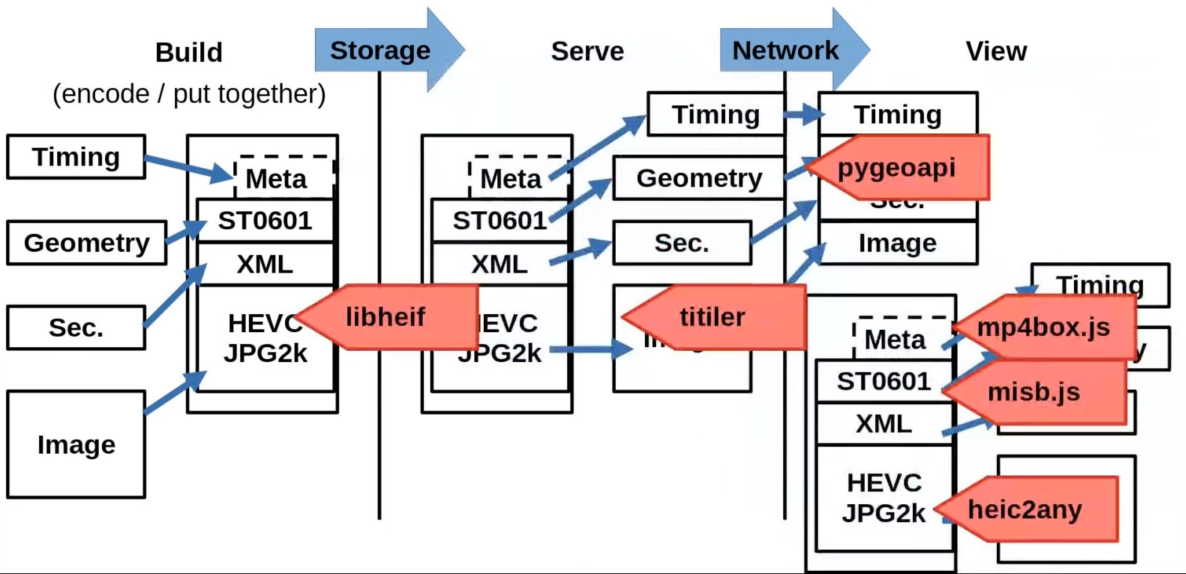 Build
Storage
Serve
Network
View
(encode / put together)
Timing
Geometry
Sec.
Image
Meta
ST0601
XML
HEVC
JPG2k
libheif
Meta
ST0601
XML
HEVC
JPG2k
Timing
Geometry
Sec.
titiler
Timing
pygeoapi
Sec.
Image
Meta
ST0601
XML
HEVC
JPG2k
Timing
mp4box.js
misb.js
heic2any